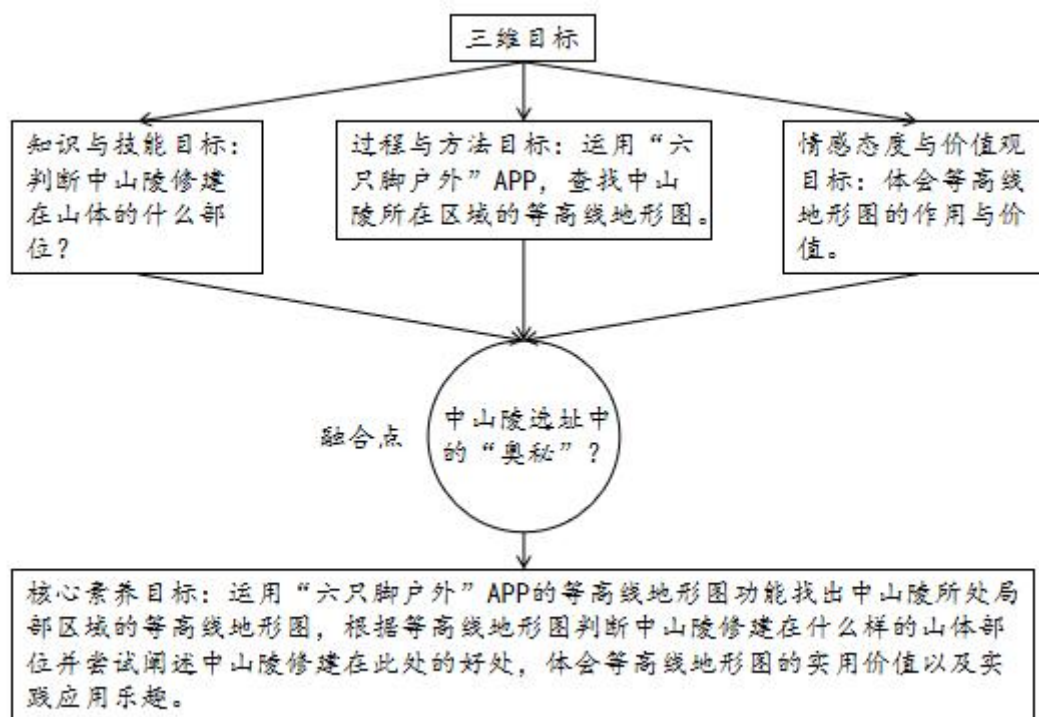 三维目标
知识与技能目标：
判断中山陵修建
在山体的什么部
位？
过程与方法目标：运用“六
只脚户外”APP，查找中山
陵所在区域的等高线地形图。
情感态度与价值观
目标：体会等高线
地形图的作用与价
值。
融合点
中山陵选址中
的“奥秘”？
核心素养目标：运用“六只脚户外”APP的等高线地形图功能找出中山陵所处局
部区域的等高线地形图，根据等高线地形图判断中山陵修建在什么样的山体部
位并尝试阐述中山陵修建在此处的好处，体会等高线地形图的实用价值以及实
践应用乐趣。